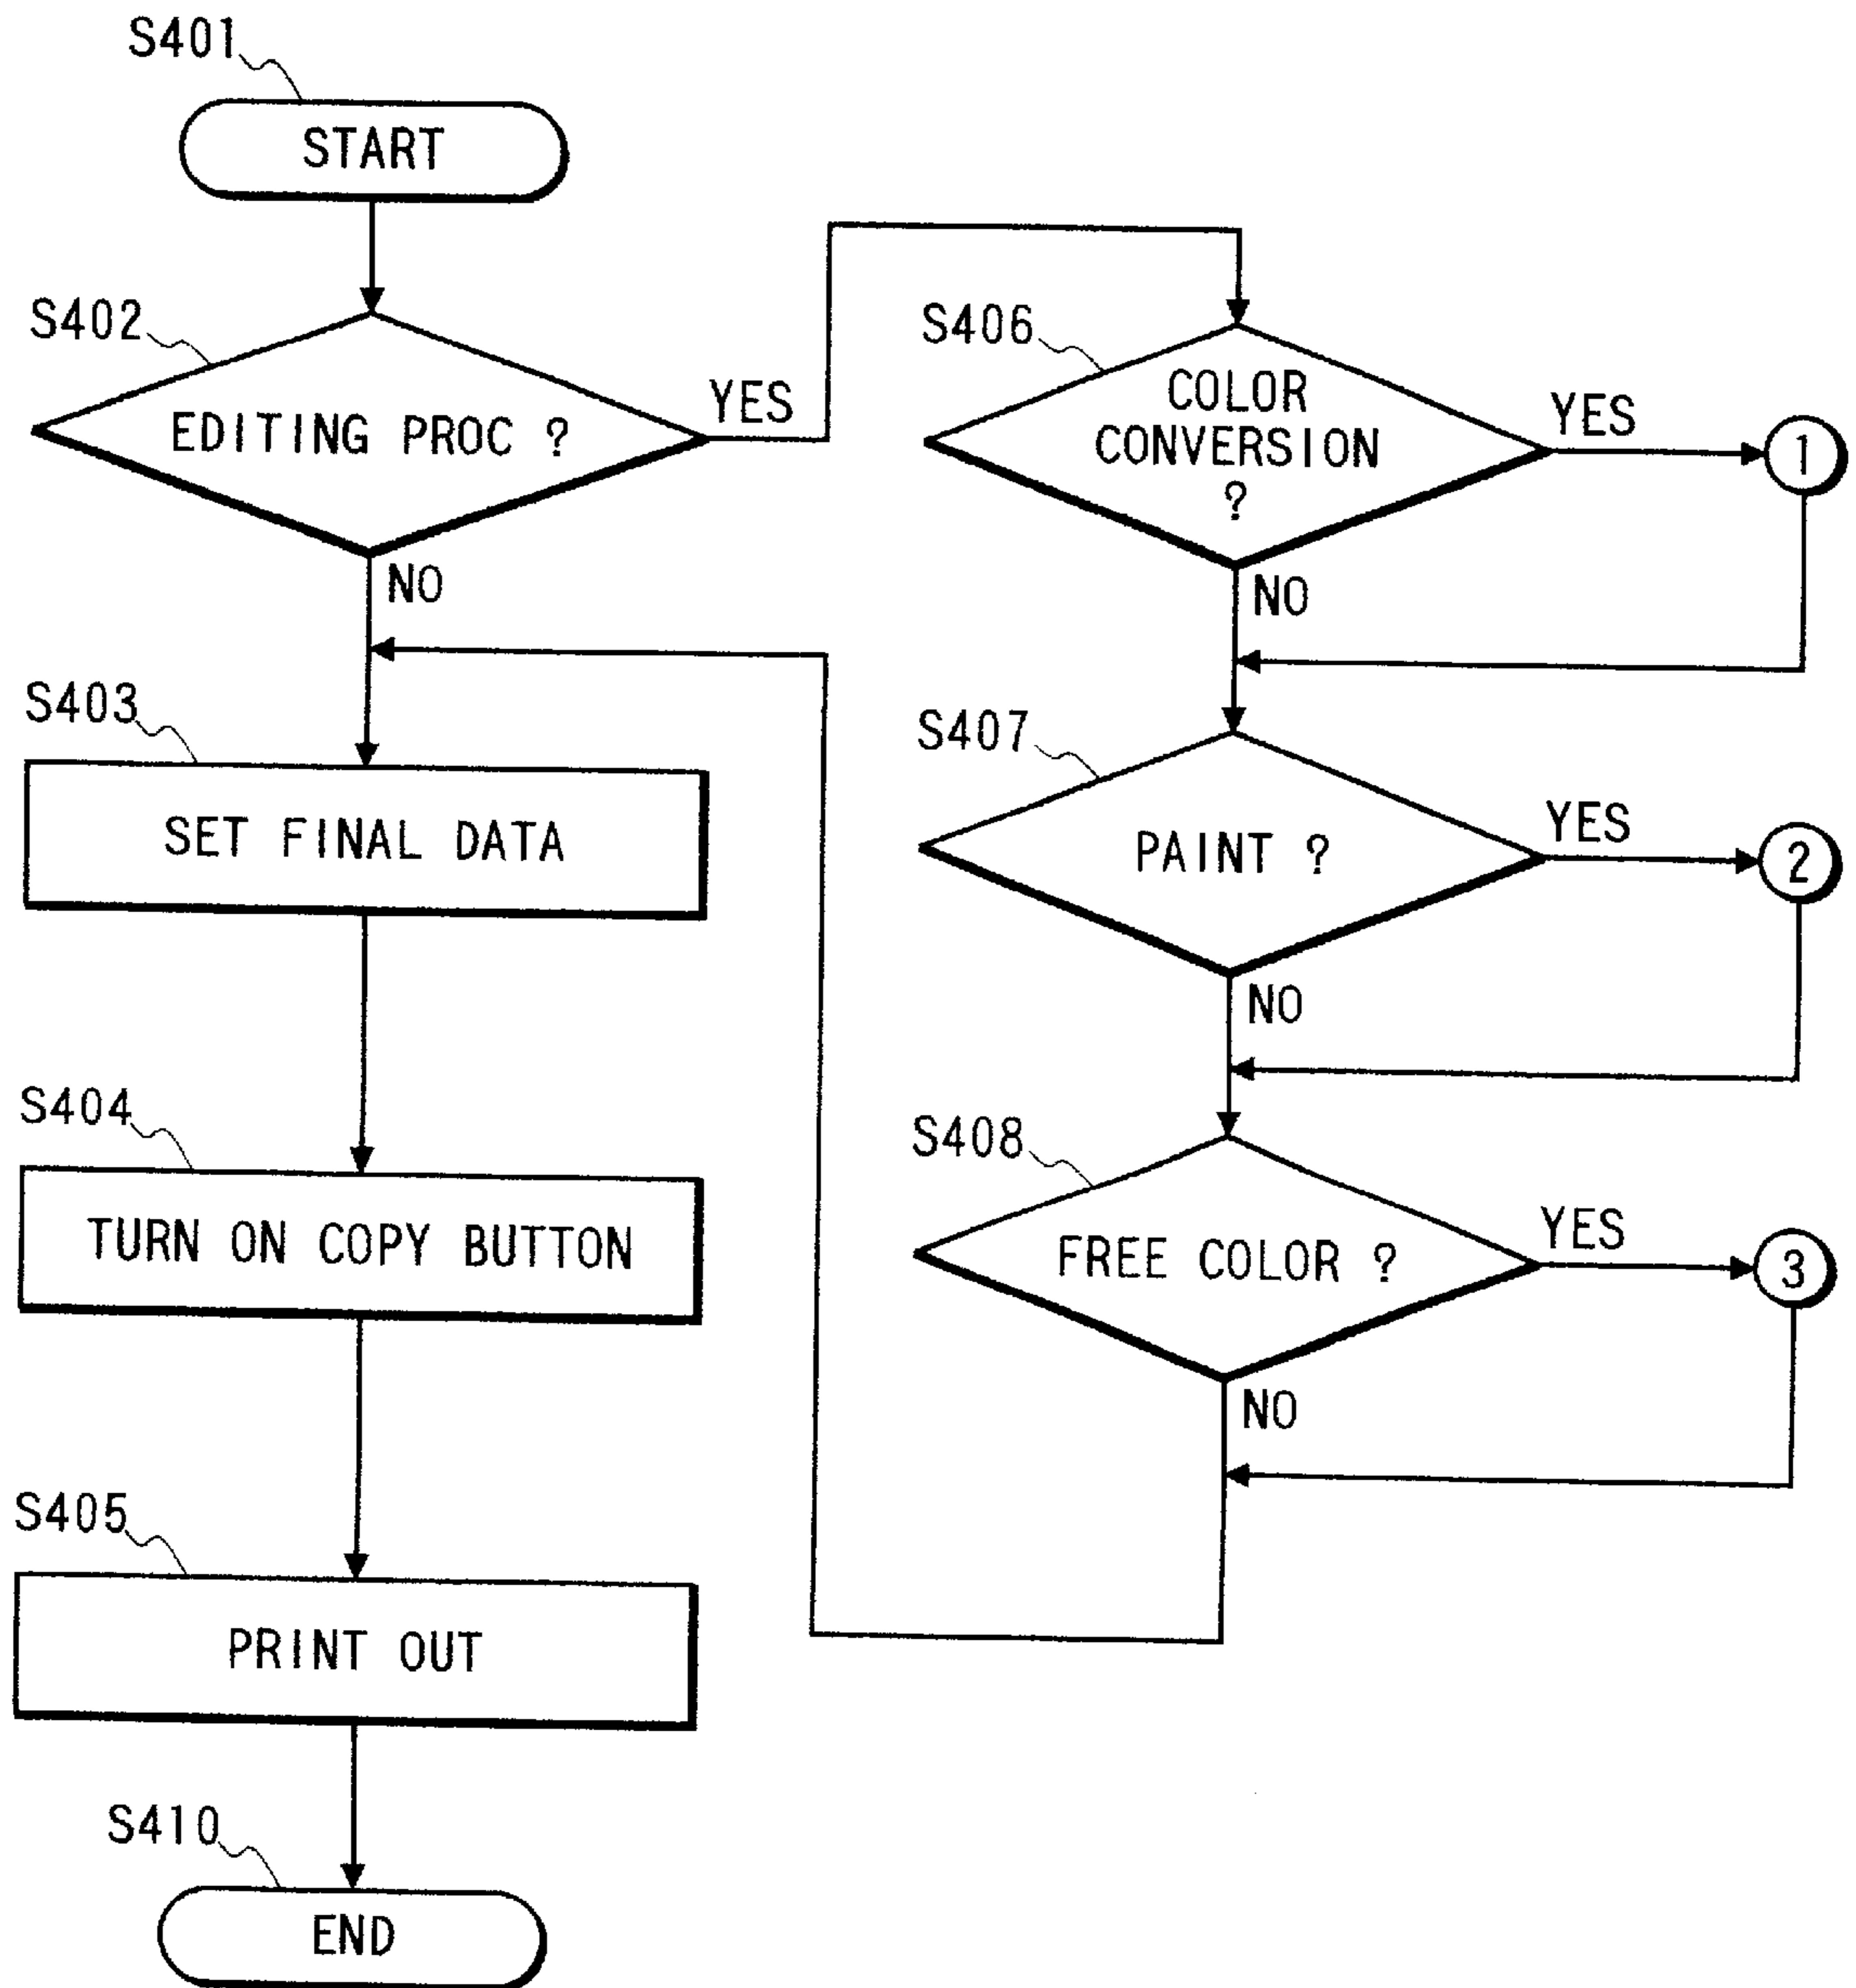 S401
START
S402
EDITING PROC ?
YES
NO
S403
SET FINAL DATA
S404
TURN ON COPY BUTTON
S405
PRINT OUT
S410
END
S406
COLOR
CONVERSION
?
YES
1
NO
S407
PAINT ?
YES
2
NO
S408
FREE COLOR ?
YES
3
NO